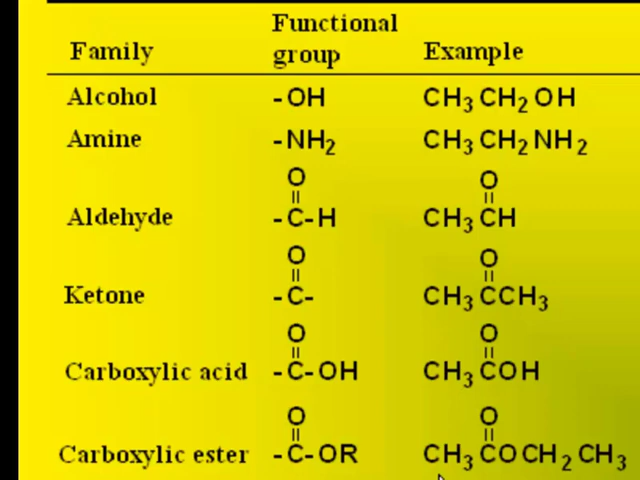 Functional
Family group Example
Alcohol -OH CH₃CH₂OH
Amine -NH₂ CH₃CH₂NH₂
O O
Aldehyde -C-H CH₃CH
O O
Ketone -C- CH₃CCH₃
O O
Carboxylic acid -C-OH CH₃COH
O O
Carboxylic ester -C-OR CH₃COCH₂CH₃